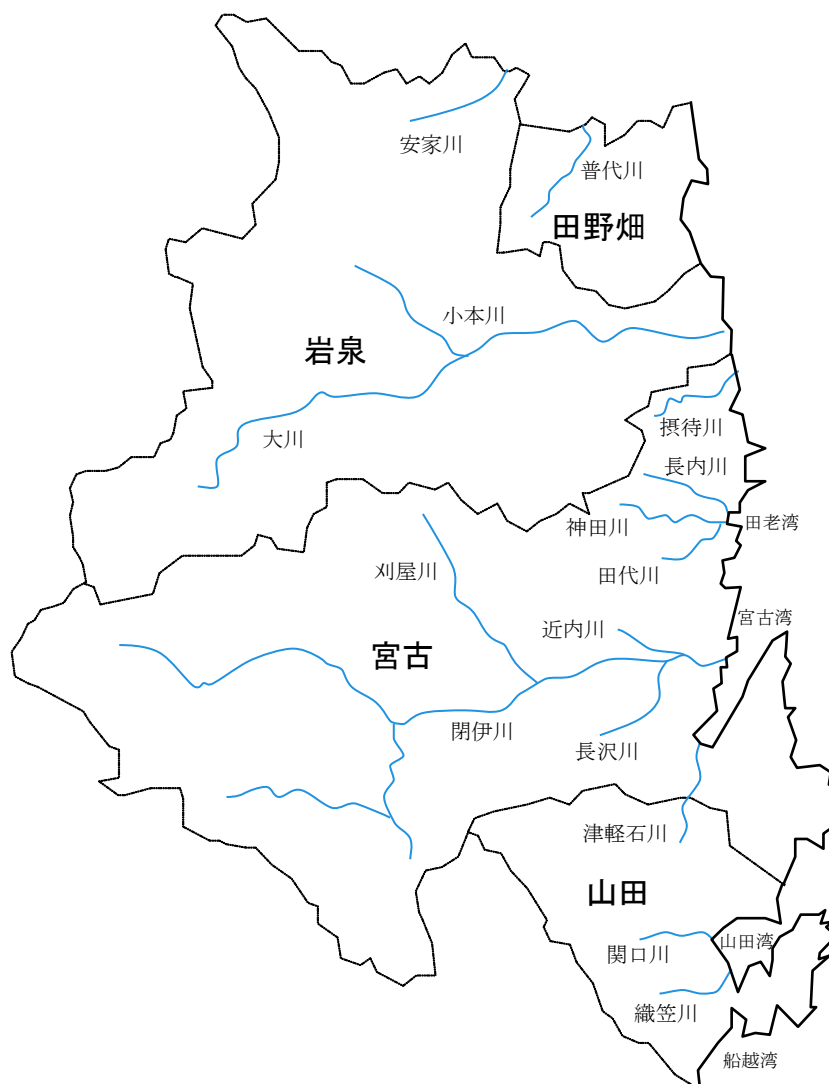 安家川
普代川
田野畑
小本川
岩泉
摂待川
大川
長内川
神田川
田老湾
刈屋川
田代川
宮古湾
近内川
宮古
閉伊川
長沢川
津軽石川
山田
山田湾
関口川
織笠川
船越湾